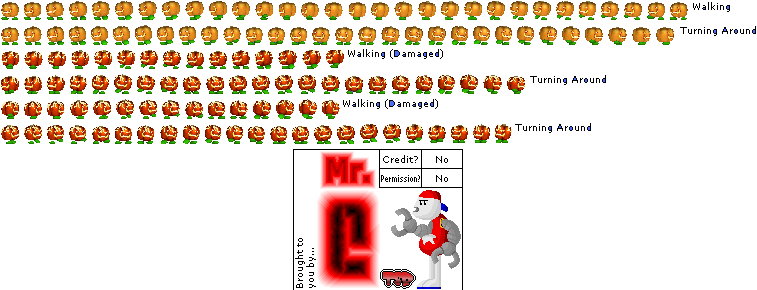 Walking
Turning Around
Walking (Damaged)
Turning Around
Walking (Damaged)
Turning Around
Mr.
C
Credit? No
Permission? No
Brought to
you by...